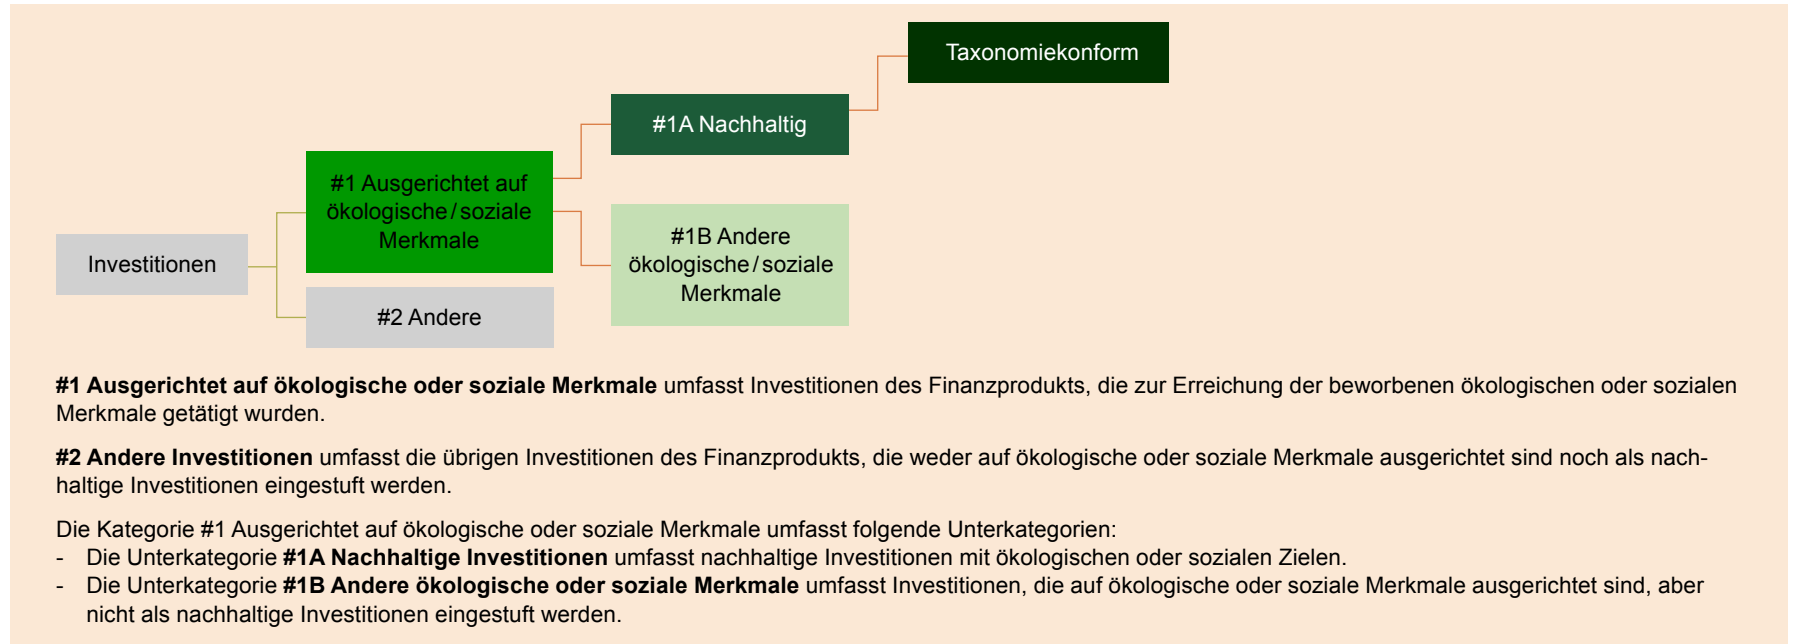 Taxonomiekonform
#1A Nachhaltig
#1 Ausgerichtet auf
ökologische/soziale
Merkmale
#1B Andere
ökologische/soziale
Merkmale
Investitionen
#2 Andere
#1 Ausgerichtet auf ökologische oder soziale Merkmale umfasst Investitionen des Finanzprodukts, die zur Erreichung der beworbenen ökologischen oder sozialen
Merkmale getätigt wurden.
#2 Andere Investitionen umfasst die übrigen Investitionen des Finanzprodukts, die weder auf ökologische oder soziale Merkmale ausgerichtet sind noch als nach-
haltige Investitionen eingestuft werden.
Die Kategorie #1 Ausgerichtet auf ökologische oder soziale Merkmale umfasst folgende Unterkategorien:
- Die Unterkategorie #1A Nachhaltige Investitionen umfasst nachhaltige Investitionen mit ökologischen oder sozialen Zielen.
- Die Unterkategorie #1B Andere ökologische oder soziale Merkmale umfasst Investitionen, die auf ökologische oder soziale Merkmale ausgerichtet sind, aber
nicht als nachhaltige Investitionen eingestuft werden.